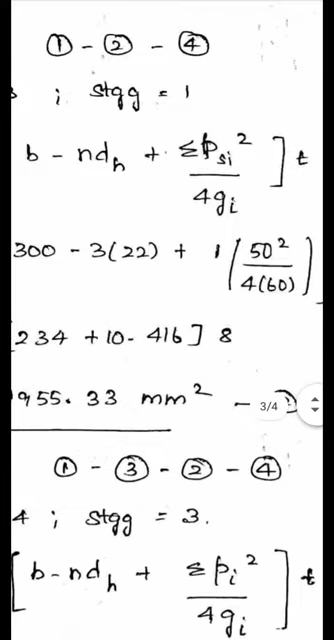 ① - ② - ④
; stgg = 1
b - nd_h + Σp_si² / 4g_i ] t
300 - 3(22) + 1 ( 50² / 4(60) )
[234 + 10.416] 8
955.33 mm² -
3/4
① - ③ - ② - ④
4 ; stgg = 3.
[ b - nd_h + Σp_i² / 4g_i ] t